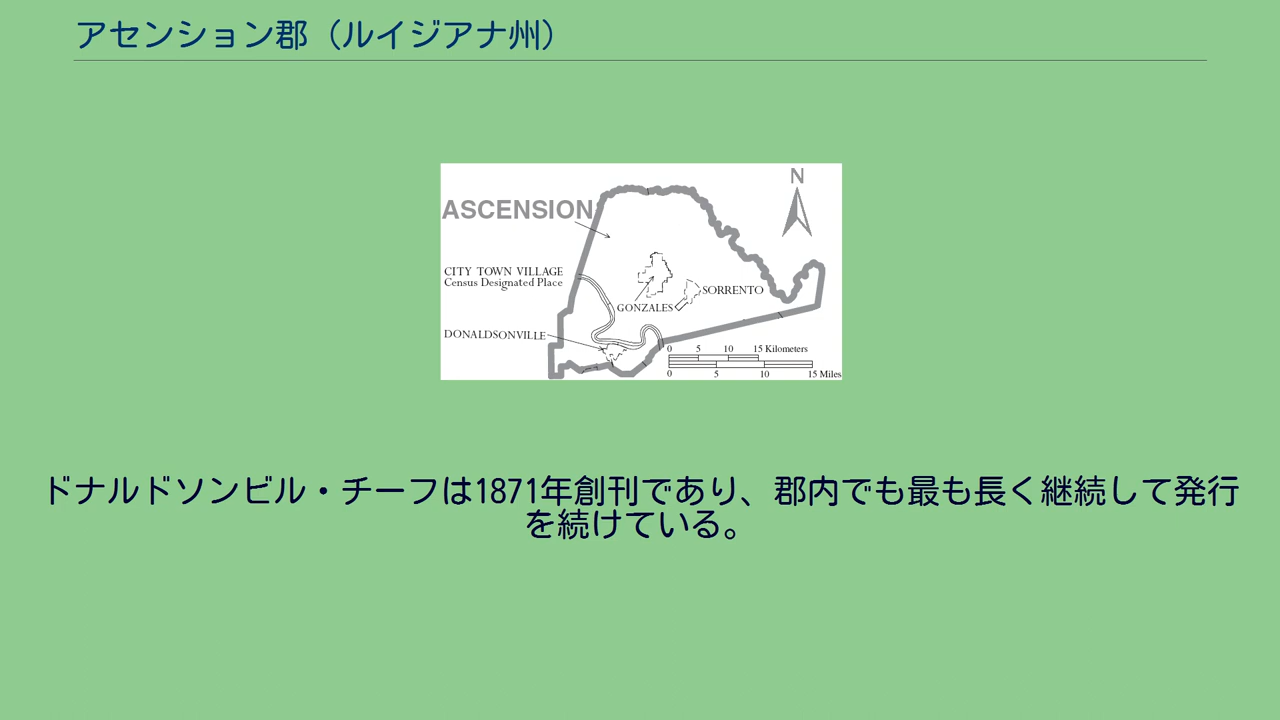 アセンション郡（ルイジアナ州）
N
ASCENSION
CITY TOWN VILLAGE
Census Designated Place
SORRENTO
GONZALES
DONALDSONVILLE
0 5 10 15 Kilometers
0 5 10 15 Miles
ドナルドソンビル・チーフは1871年創刊であり、郡内でも最も長く継続して発行
を続けている。